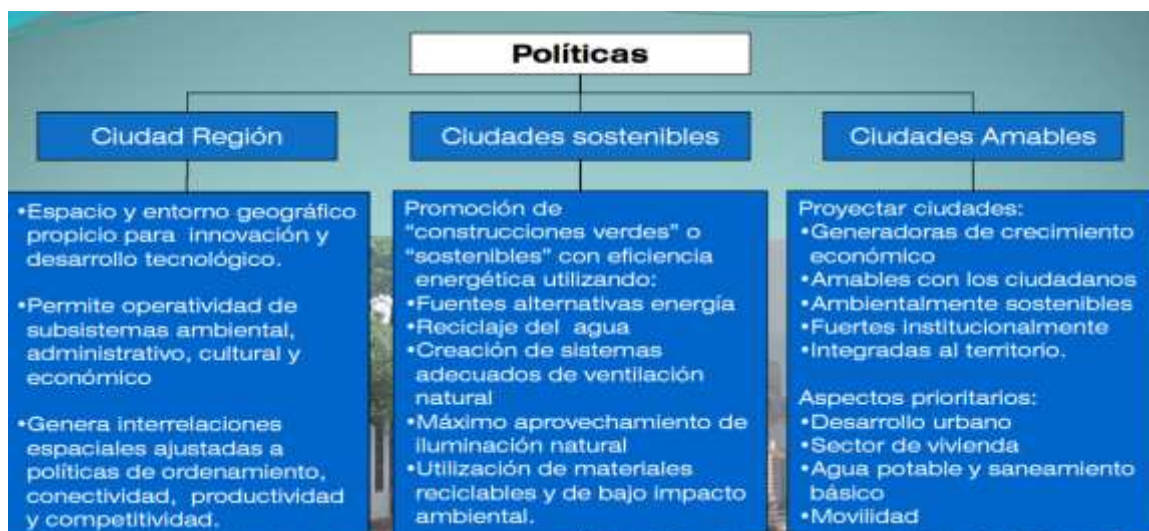 Políticas
Ciudad Región
•Espacio y entorno geográfico
propicio para innovación y
desarrollo tecnológico.
•Permite operatividad de
subsistemas ambiental,
administrativo, cultural y
económico
•Genera interrelaciones
espaciales ajustadas a
políticas de ordenamiento,
conectividad, productividad
y competitividad.
Ciudades sostenibles
Promoción de
“construcciones verdes” o
“sostenibles” con eficiencia
energética utilizando:
•Fuentes alternativas energía
•Reciclaje del agua
•Creación de sistemas
adecuados de ventilación
natural
•Máximo aprovechamiento de
iluminación natural
•Utilización de materiales
reciclables y de bajo impacto
ambiental.
Ciudades Amables
Proyectar ciudades:
•Generadoras de crecimiento
económico
•Amables con los ciudadanos
•Ambientalmente sostenibles
•Fuertes institucionalmente
•Integradas al territorio.
Aspectos prioritarios:
•Desarrollo urbano
•Sector de vivienda
•Agua potable y saneamiento
básico
•Movilidad